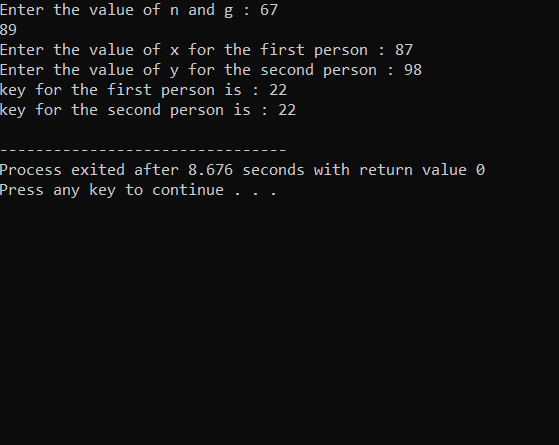 Enter the value of n and g : 67
89
Enter the value of x for the first person : 87
Enter the value of y for the second person : 98
key for the first person is : 22
key for the second person is : 22
--------------------------------
Process exited after 8.676 seconds with return value 0
Press any key to continue . . .